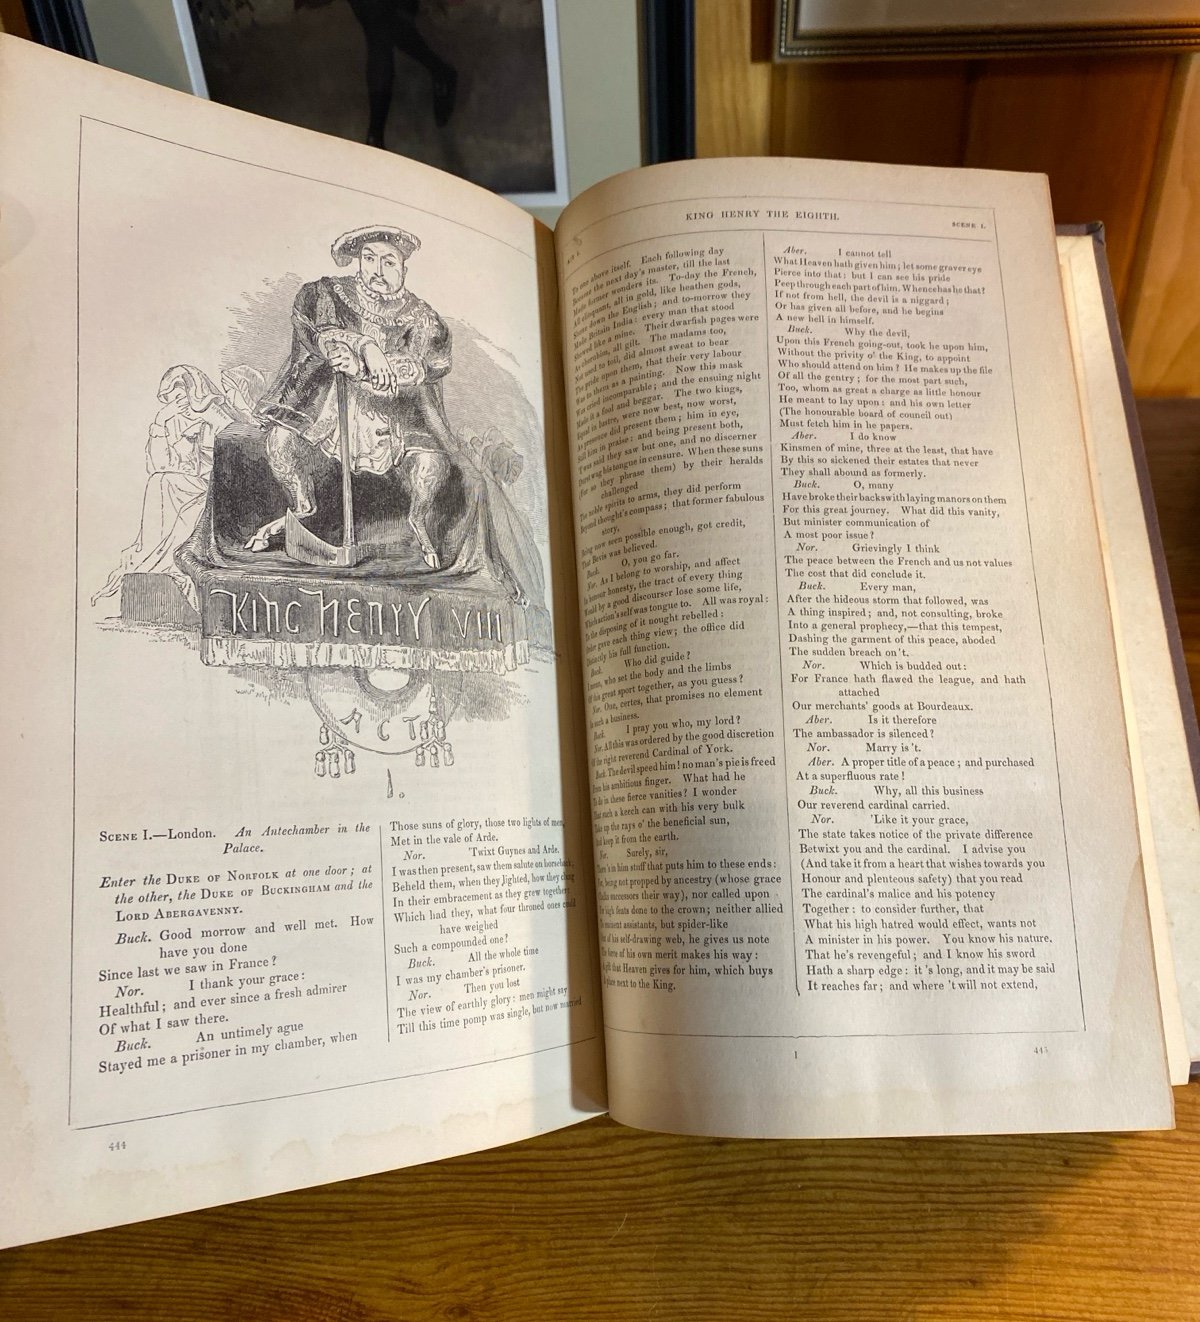 KING HENRY VIII
ACT
I.
SCENE I.—London. An Antechamber in the
Palace.
Enter the DUKE OF NORFOLK at one door; at
the other, the DUKE OF BUCKINGHAM and the
LORD ABERGAVENNY.
Buck. Good morrow and well met. How
have you done
Since last we saw in France?
Nor. I thank your grace:
Healthful; and ever since a fresh admirer
Of what I saw there.
Buck. An untimely ague
Stayed me a prisoner in my chamber, when
Those suns of glory, those two lights of men,
Met in the vale of Arde.
Nor. 'Twixt Guynes and Arde.
I was then present, saw them salute on horseback;
Beheld them, when they lighted, how they clung
In their embracement as they grew together:
Which had they, what four throned ones could
have weighed
Such a compounded one?
Buck. All the whole time
I was my chamber's prisoner.
Nor. Then you lost
The view of earthly glory: men might say
Till this time pomp was single, but now married
444
KING HENRY THE EIGHTH.
SCENE I.
To one above itself. Each following day
Became the next day's master, till the last
Made former wonders its. To-day the French,
All clinquant, all in gold, like heathen gods,
Shone down the English; and to-morrow they
Made Britain India: every man that stood
Showed like a mine. Their dwarfish pages were
As cherubins, all gilt. The madams too,
Not used to toil, did almost sweat to bear
The pride upon them, that their very labour
Was to them as a painting. Now this mask
Was cried incomparable; and the ensuing night
Made it a fool and beggar. The two kings,
Equal in lustre, were now best, now worst,
As presence did present them; him in eye,
Still him in praise: and being present both,
'Twas said they saw but one, and no discerner
Durst wag his tongue in censure. When these suns
(For so they phrase them) by their heralds
challenged
The noble spirits to arms, they did perform
Beyond thought's compass; that former fabulous
story,
Being now seen possible enough, got credit,
That Bevis was believed.
Buck. O, you go far.
Nor. As I belong to worship, and affect
In honour honesty, the tract of every thing
Would by a good discourser lose some life,
Which action's self was tongue to. All was royal:
To the disposing of it nought rebelled:
Order gave each thing view; the office did
Distinctly his full function.
Buck. Who did guide?
I mean, who set the body and the limbs
Of this great sport together, as you guess?
Nor. One, certes, that promises no element
In such a business.
Buck. I pray you who, my lord?
Nor. All this was ordered by the good discretion
Of the right reverend Cardinal of York.
Buck. The devil speed him! no man's pie is freed
From his ambitious finger. What had he
To do in these fierce vanities? I wonder
That such a keech can with his very bulk
Take up the rays o' the beneficial sun,
And keep it from the earth.
Nor. Surely, sir,
There's in him stuff that puts him to these ends:
For, being not propped by ancestry (whose grace
Chalks successors their way), nor called upon
For high feats done to the crown; neither allied
To eminent assistants, but spider-like
Out of his self-drawing web, he gives us note
The force of his own merit makes his way:
A gift that Heaven gives for him, which buys
A place next to the King.
Aber. I cannot tell
What Heaven hath given him; let some graver eye
Pierce into that: but I can see his pride
Peep through each part of him. Whence has he that?
If not from hell, the devil is a niggard;
Or has given all before, and he begins
A new hell in himself.
Buck. Why the devil,
Upon this French going-out, took he upon him,
Without the privity o' the King, to appoint
Who should attend on him? He makes up the file
Of all the gentry; for the most part such,
Too, whom as great a charge as little honour
He meant to lay upon: and his own letter
(The honourable board of council out)
Must fetch him in he papers.
Aber. I do know
Kinsmen of mine, three at the least, that have
By this so sickened their estates that never
They shall abound as formerly.
Buck. O, many
Have broke their backs with laying manors on them
For this great journey. What did this vanity,
But minister communication of
A most poor issue?
Nor. Grievingly I think
The peace between the French and us not values
The cost that did conclude it.
Buck. Every man,
After the hideous storm that followed, was
A thing inspired; and, not consulting, broke
Into a general prophecy,—that this tempest,
Dashing the garment of this peace, aboded
The sudden breach on't.
Nor. Which is budded out:
For France hath flawed the league, and hath
attached
Our merchants' goods at Bourdeaux.
Aber. Is it therefore
The ambassador is silenced?
Nor. Marry is't.
Aber. A proper title of a peace; and purchased
At a superfluous rate!
Buck. Why, all this business
Our reverend cardinal carried.
Nor. 'Like it your grace,
The state takes notice of the private difference
Betwixt you and the cardinal. I advise you
(And take it from a heart that wishes towards you
Honour and plenteous safety) that you read
The cardinal's malice and his potency
Together: to consider further, that
What his high hatred would effect, wants not
A minister in his power. You know his nature,
That he's revengeful; and I know his sword
Hath a sharp edge: it's long, and it may be said
It reaches far; and where 't will not extend,
1
445